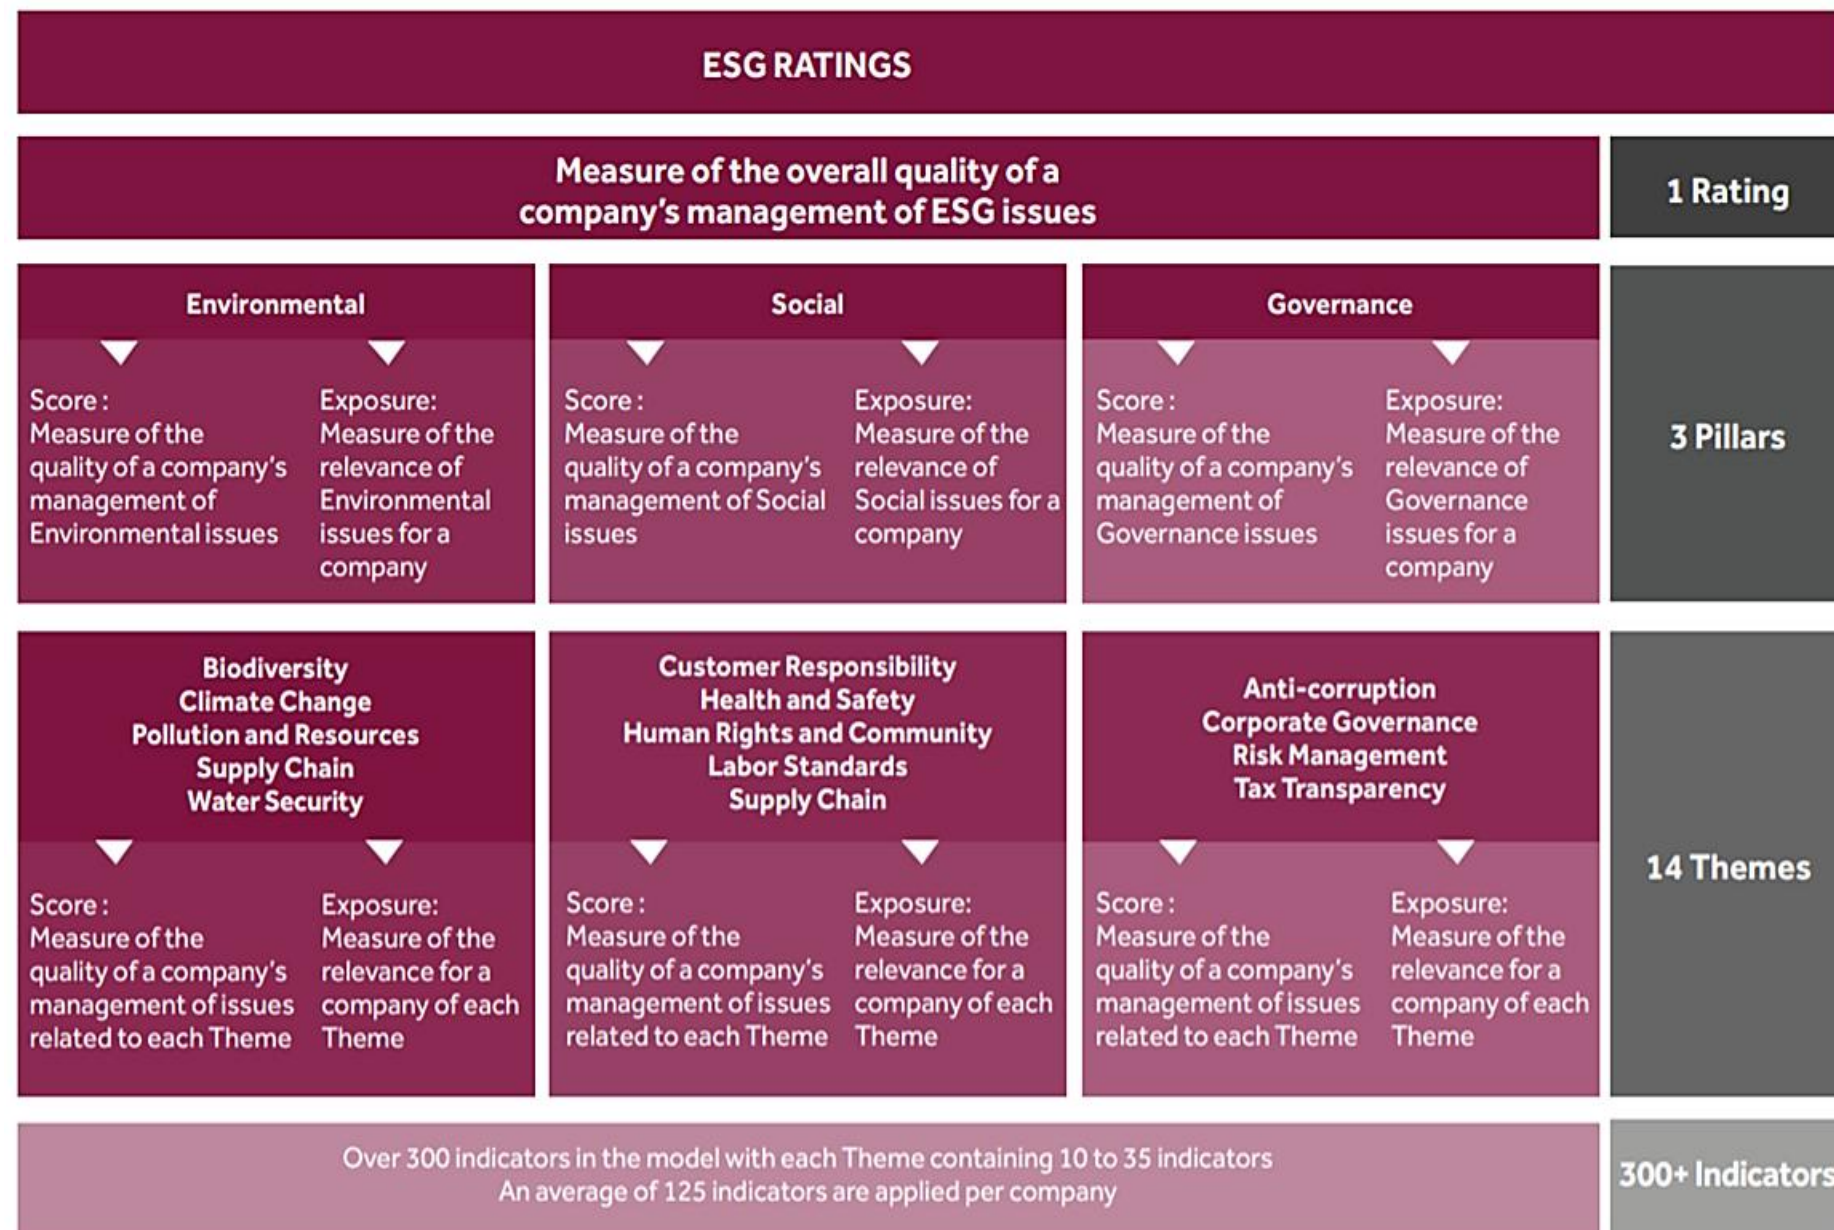 ESG RATINGS
Measure of the overall quality of a
company's management of ESG issues
1 Rating
Environmental
Score :
Measure of the
quality of a company's
management of
Environmental issues
Exposure:
Measure of the
relevance of
Environmental
issues for a
company
Social
Score :
Measure of the
quality of a company's
management of Social
issues
Exposure:
Measure of the
relevance of
Social issues for a
company
Governance
Score :
Measure of the
quality of a company's
management of
Governance issues
Exposure:
Measure of the
relevance of
Governance
issues for a
company
3 Pillars
Biodiversity
Climate Change
Pollution and Resources
Supply Chain
Water Security
Score :
Measure of the
quality of a company's
management of issues
related to each Theme
Exposure:
Measure of the
relevance for a
company of each
Theme
Customer Responsibility
Health and Safety
Human Rights and Community
Labor Standards
Supply Chain
Score :
Measure of the
quality of a company's
management of issues
related to each Theme
Exposure:
Measure of the
relevance for a
company of each
Theme
Anti-corruption
Corporate Governance
Risk Management
Tax Transparency
Score :
Measure of the
quality of a company's
management of issues
related to each Theme
Exposure:
Measure of the
relevance for a
company of each
Theme
14 Themes
Over 300 indicators in the model with each Theme containing 10 to 35 indicators
An average of 125 indicators are applied per company
300+ Indicators